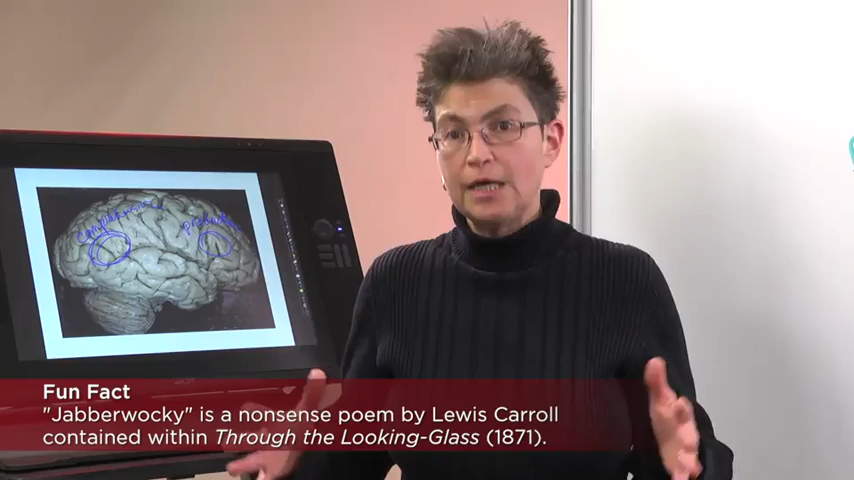 Comprehension
Production
Fun Fact
"Jabberwocky" is a nonsense poem by Lewis Carroll
contained within Through the Looking-Glass (1871).